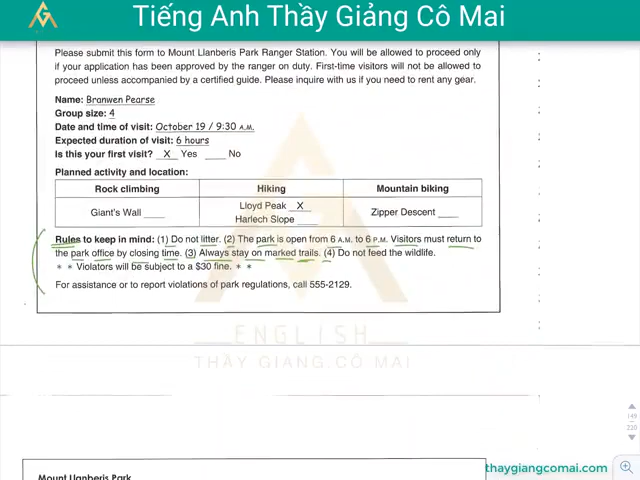 Tiếng Anh Thầy Giảng Cô Mai
Please submit this form to Mount Llanberis Park Ranger Station. You will be allowed to proceed only
if your application has been approved by the ranger on duty. First-time visitors will not be allowed to
proceed unless accompanied by a certified guide. Please inquire with us if you need to rent any gear.
Name: Branwen Pearse
Group size: 4
Date and time of visit: October 19 / 9:30 A.M.
Expected duration of visit: 6 hours
Is this your first visit? X Yes ___ No
Planned activity and location:
Rock climbing Hiking Mountain biking
Giant's Wall ___ Lloyd Peak X Zipper Descent ___
Harlech Slope ___
Rules to keep in mind: (1) Do not litter. (2) The park is open from 6 A.M. to 6 P.M. Visitors must return to
the park office by closing time. (3) Always stay on marked trails. (4) Do not feed the wildlife.
** Violators will be subject to a $30 fine. **
For assistance or to report violations of park regulations, call 555-2129.
ENGLISH
THẦY GIẢNG.CÔ MAI
149
220
thaygiangcomai.com
Mount Llanberis Park